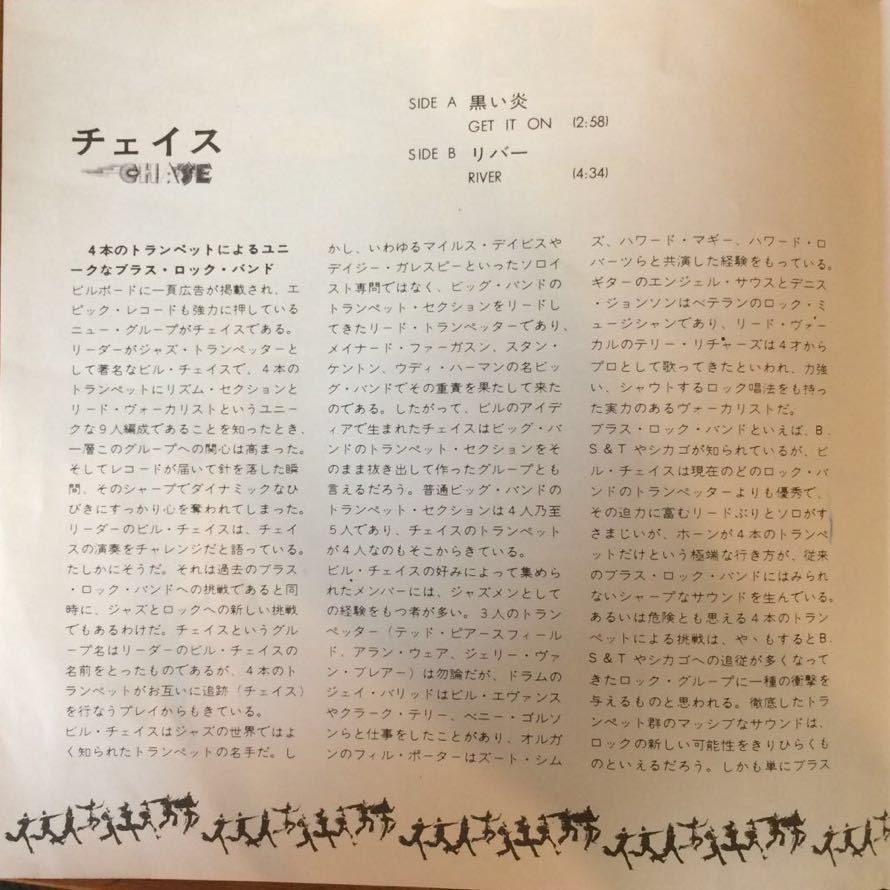 チェイス
CHASE
SIDE A 黒い炎
GET IT ON (2:58)
SIDE B リバー
RIVER (4:34)
4本のトランペットによるユニ
ークなブラス・ロック・バンド
ビルボードに一頁広告が掲載され、エ
ピック・レコードも強力に押している
ニュー・グループがチェイスである。
リーダーがジャズ・トランペッターと
して著名なビル・チェイスで、4本の
トランペットにリズム・セクションと
リード・ヴォーカリストというユニー
クな9人編成であることを知ったとき、
一層このグループへの関心は高まった。
そしてレコードが届いて針を落した瞬
間、そのシャープでダイナミックなひ
びきにすっかり心を奪われてしまった。
リーダーのビル・チェイスは、チェイ
スの演奏をチャレンジだと語っている。
たしかにそうだ。それは過去のブラス
・ロック・バンドへの挑戦であると同
時に、ジャズとロックへの新しい挑戦
でもあるわけだ。チェイスというグル
ープ名はリーダーのビル・チェイスの
名前をとったものであるが、4本のト
ランペットがお互いに追跡(チェイス)
を行なうプレイからもきている。
ビル・チェイスはジャズの世界ではよ
く知られたトランペットの名手だ。し
かし、いわゆるマイルス・デイビスや
デイジー・ガレスピーといったソロイ
スト専門ではなく、ビッグ・バンドの
トランペット・セクションをリードし
てきたリード・トランペッターであり、
メイナード・ファーガスン、スタン・
ケントン、ウディ・ハーマンの名ビッ
グ・バンドでその重責を果たして来た
のである。したがって、ビルのアイデ
ィアで生まれたチェイスはビッグ・バ
ンドのトランペット・セクションをそ
のまま抜き出して作ったグループとも
言えるだろう。普通ビッグ・バンドの
トランペット・セクションは4人乃至
5人であり、チェイスのトランペット
が4人なのもそこからきている。
ビル・チェイスの好みによって集めら
れたメンバーには、ジャズメンとして
の経験をもつ者が多い。3人のトラン
ペッター(テッド・ピアースフィール
ド、アラン・ウェア、ジェリー・ヴァ
ン・ブレアー)は勿論だが、ドラムの
ジェイ・バリッドはビル・エヴァンス
やクラーク・テリー、ベニー・ゴルソ
ンらと仕事をしたことがあり、オルガ
ンのフィル・ポーターはズート・シム
ズ、ハワード・マギー、ハワード・ロ
バーツらと共演した経験をもっている。
ギターのエンジェル・サウスとデニス
・ジョンソンはベテランのロック・ミ
ュージシャンであり、リード・ヴォー
カルのテリー・リチャーズは4才から
プロとして歌ってきたといわれ、力強
い、シャウトするロック唱法をも持っ
た実力のあるヴォーカリストだ。
ブラス・ロック・バンドといえば、B.
S&Tやシカゴが知られているが、ビ
ル・チェイスは現在のどのロック・バ
ンドのトランペッターよりも優秀で、
その迫力に富むリードぶりとソロがす
さまじいが、ホーンが4本のトランペ
ットだけという極端な行き方が、従来
のブラス・ロック・バンドにはみられ
ないシャープなサウンドを生んでいる。
あるいは危険とも思える4本のトラン
ペットによる挑戦は、やゝもするとB.
S&Tやシカゴへの追従が多くなって
きたロック・グループに一種の衝撃を
与えるものと思われる。徹底したトラ
ンペット群のマッシブなサウンドは、
ロックの新しい可能性をきりひらくも
のといえるだろう。しかも単にブラス